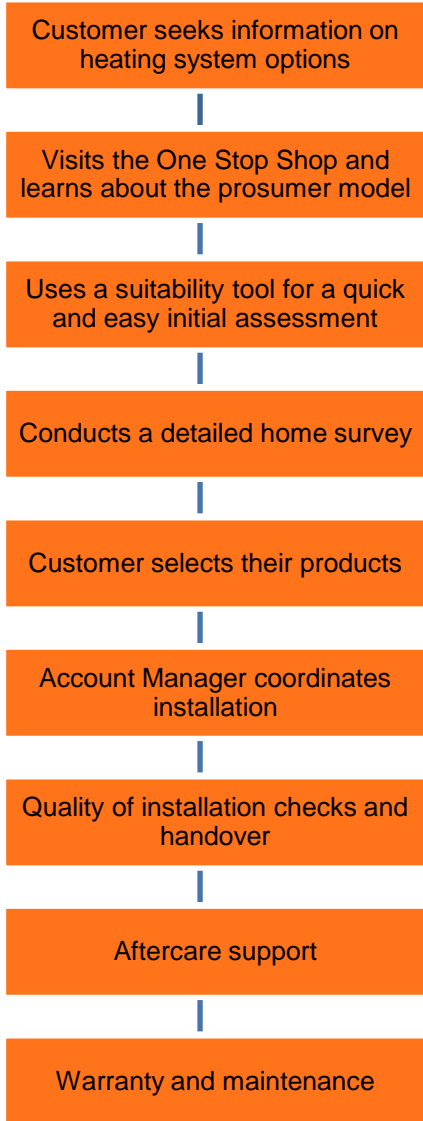 Customer seeks information on
heating system options
Visits the One Stop Shop and
learns about the prosumer model
Uses a suitability tool for a quick
and easy initial assessment
Conducts a detailed home survey
Customer selects their products
Account Manager coordinates
installation
Quality of installation checks and
handover
Aftercare support
Warranty and maintenance